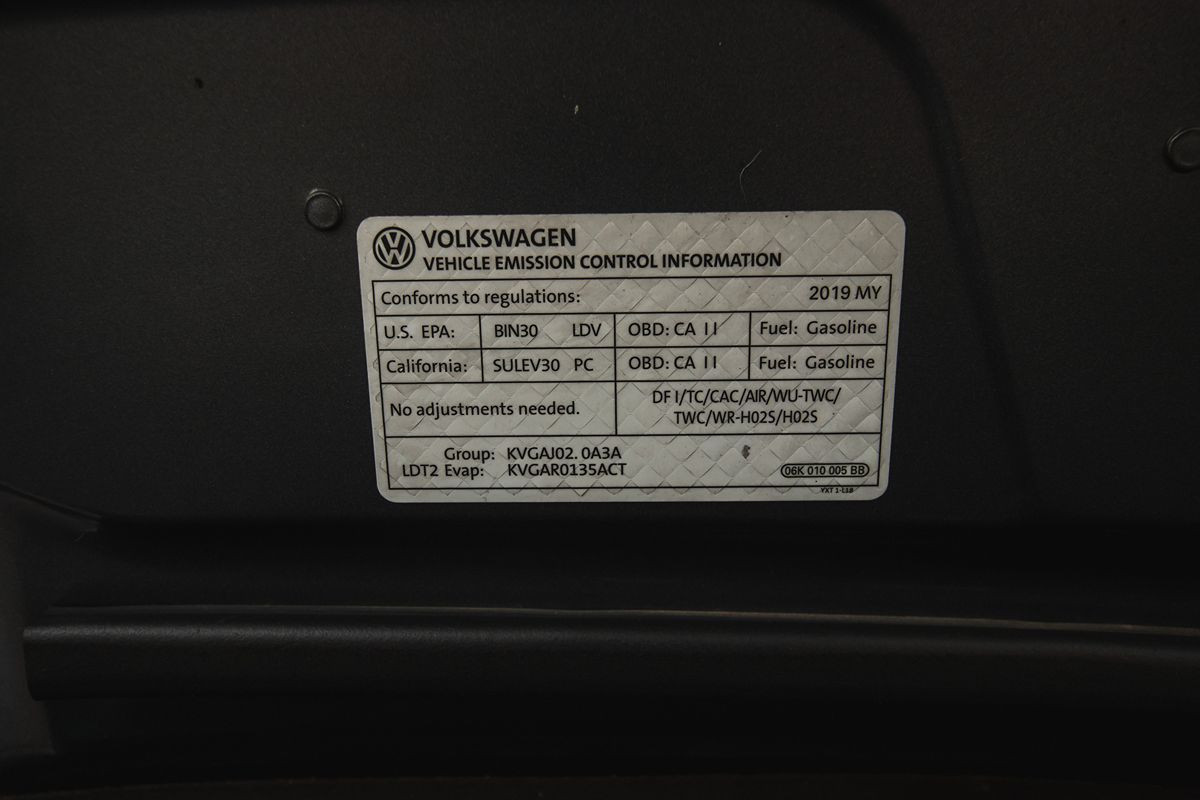 VOLKSWAGEN
VEHICLE EMISSION CONTROL INFORMATION
Conforms to regulations: 2019 MY
U.S. EPA: BIN30 LDV OBD: CA II Fuel: Gasoline
California: SULEV30 PC OBD: CA II Fuel: Gasoline
No adjustments needed.
DF I/TC/CAC/AIR/WU-TWC/
TWC/WR-H02S/H02S
Group: KVGAJ02. 0A3A
LDT2 Evap: KVGAR0135ACT
06K 010 005 BB